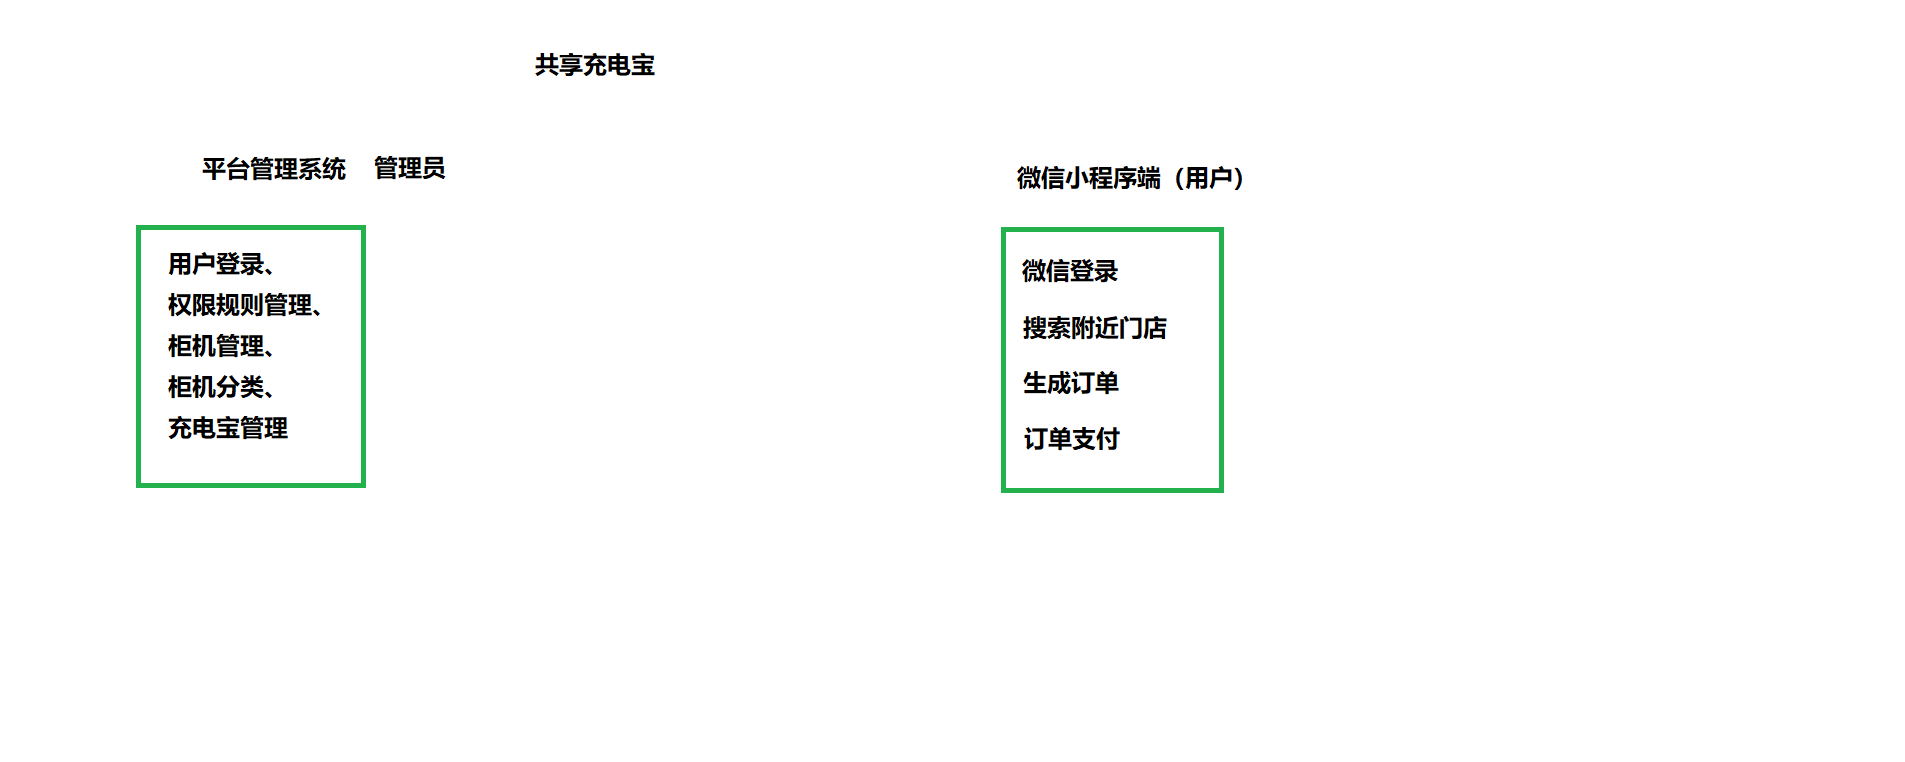 共享充电宝
平台管理系统 管理员
用户登录、
权限规则管理、
柜机管理、
柜机分类、
充电宝管理
微信小程序端（用户）
微信登录
搜索附近门店
生成订单
订单支付